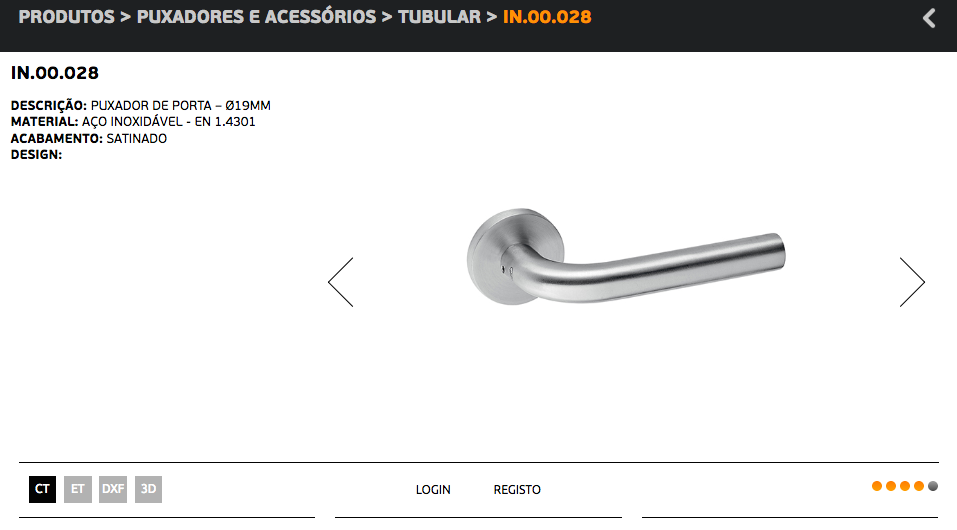 PRODUTOS > PUXADORES E ACESSÓRIOS > TUBULAR > IN.00.028
IN.00.028
DESCRIÇÃO: PUXADOR DE PORTA – Ø19MM
MATERIAL: AÇO INOXIDÁVEL - EN 1.4301
ACABAMENTO: SATINADO
DESIGN:
CT ET DXF 3D LOGIN REGISTO